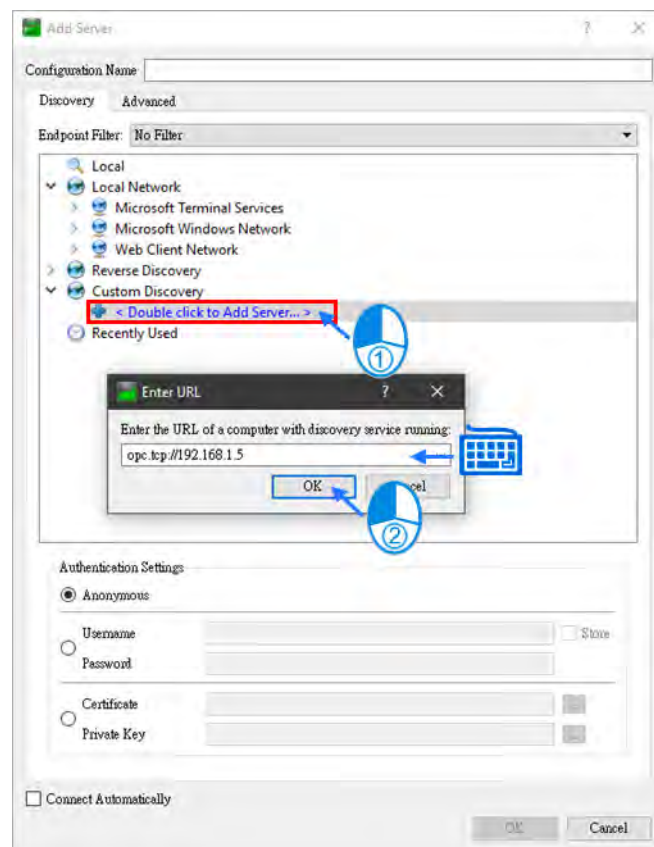 Add Server ? ×
Configuration Name
Discovery Advanced
Endpoint Filter: No Filter
Local
Local Network
Microsoft Terminal Services
Microsoft Windows Network
Web Client Network
Reverse Discovery
Custom Discovery
< Double click to Add Server... >
Recently Used
1
Enter URL ? ×
Enter the URL of a computer with discovery service running:
opc.tcp://192.168.1.5
OK
2
Authentication Settings
Anonymous
Username
Store
Password
Certificate
...
Private Key
...
Connect Automatically
OK Cancel